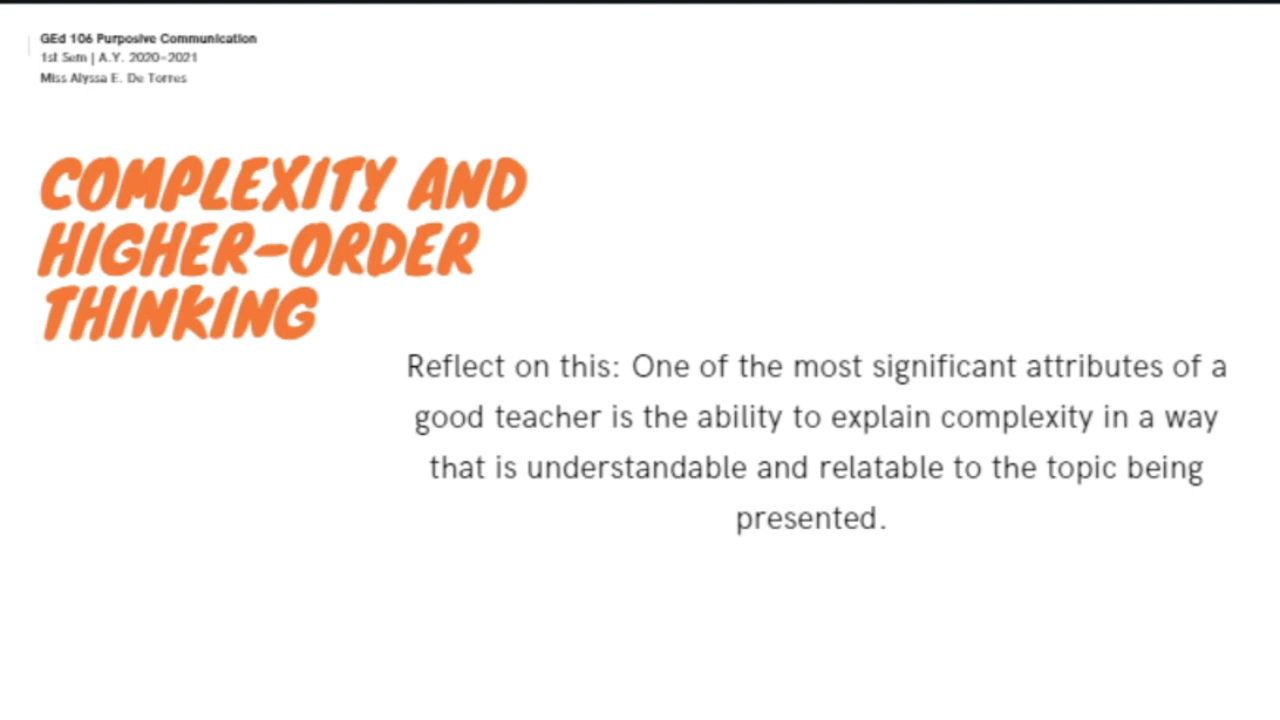 GEd 106 Purposive Communication
1st Sem | A.Y. 2020-2021
Miss Alyssa E. De Torres
COMPLEXITY AND
HIGHER-ORDER
THINKING
Reflect on this: One of the most significant attributes of a
good teacher is the ability to explain complexity in a way
that is understandable and relatable to the topic being
presented.